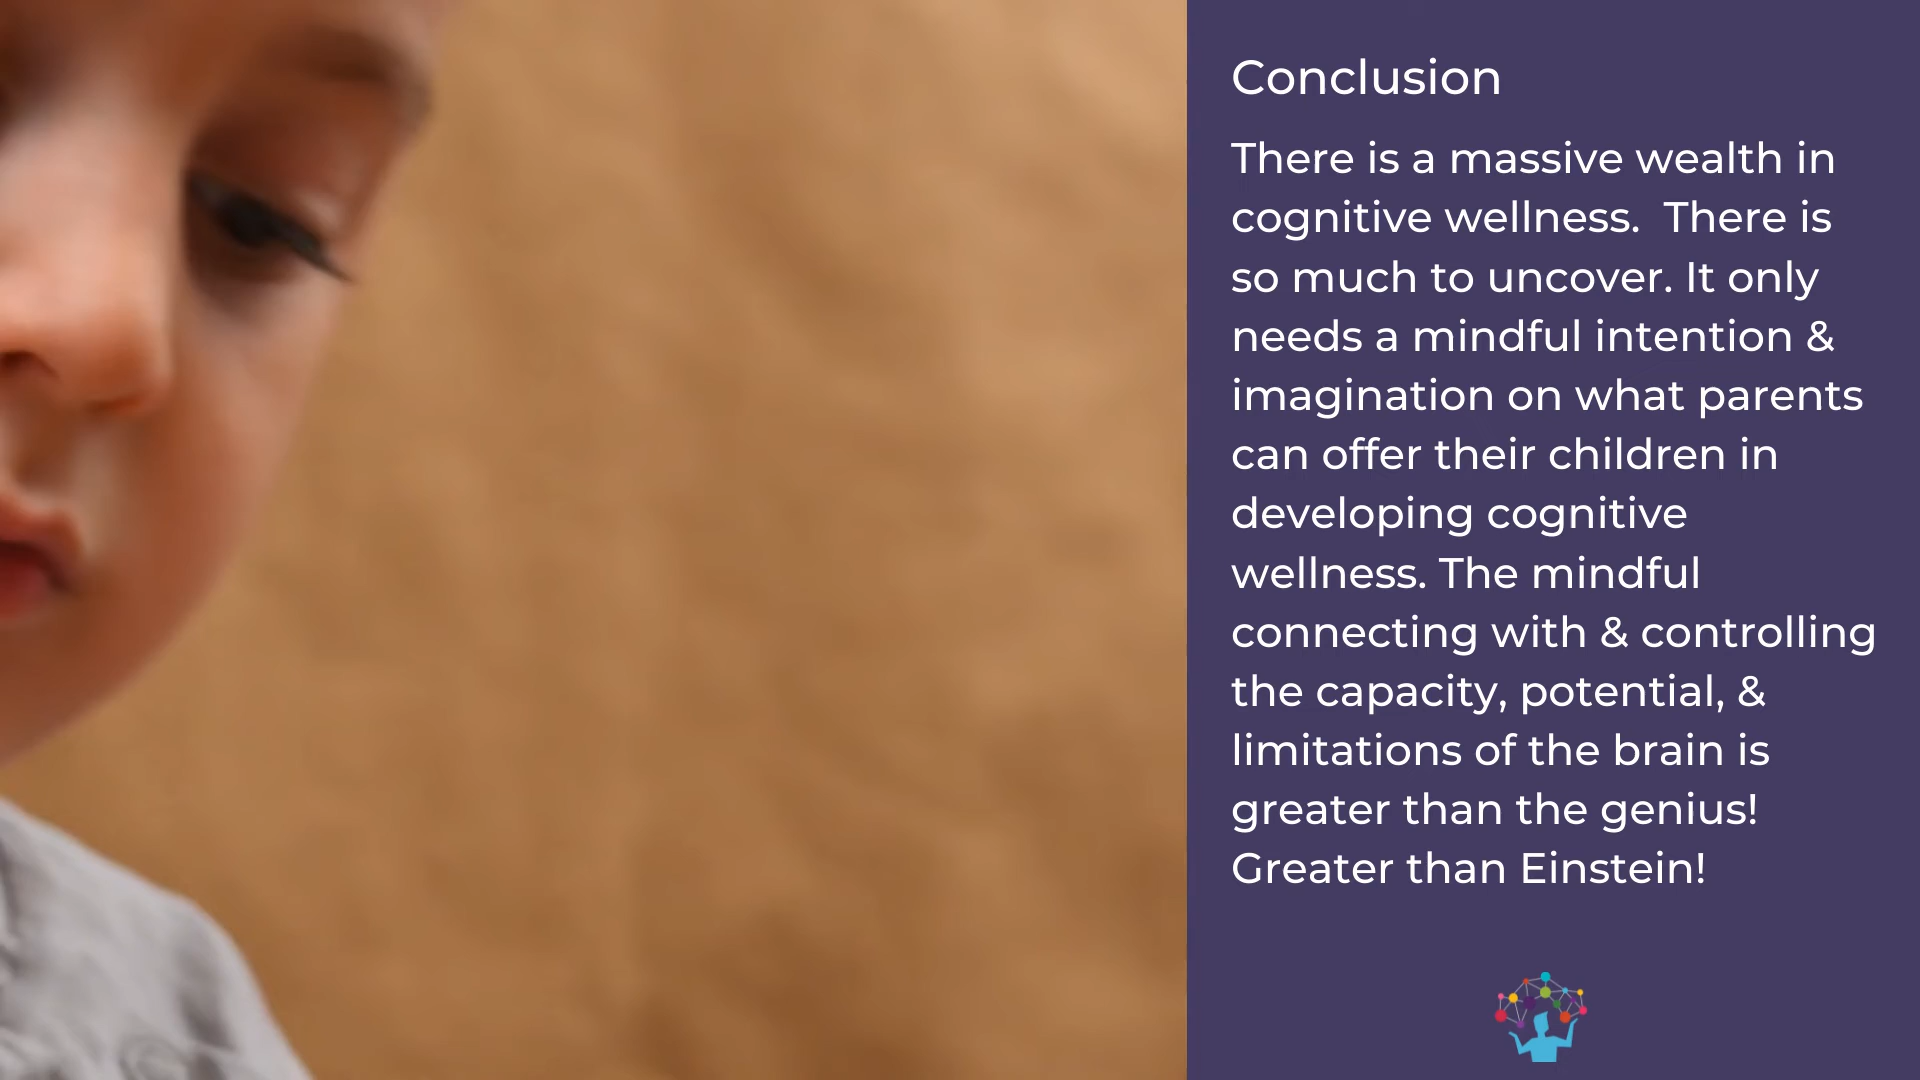 Conclusion
There is a massive wealth in
cognitive wellness.  There is
so much to uncover. It only
needs a mindful intention &
imagination on what parents
can offer their children in
developing cognitive
wellness. The mindful
connecting with & controlling
the capacity, potential, &
limitations of the brain is
greater than the genius!
Greater than Einstein!